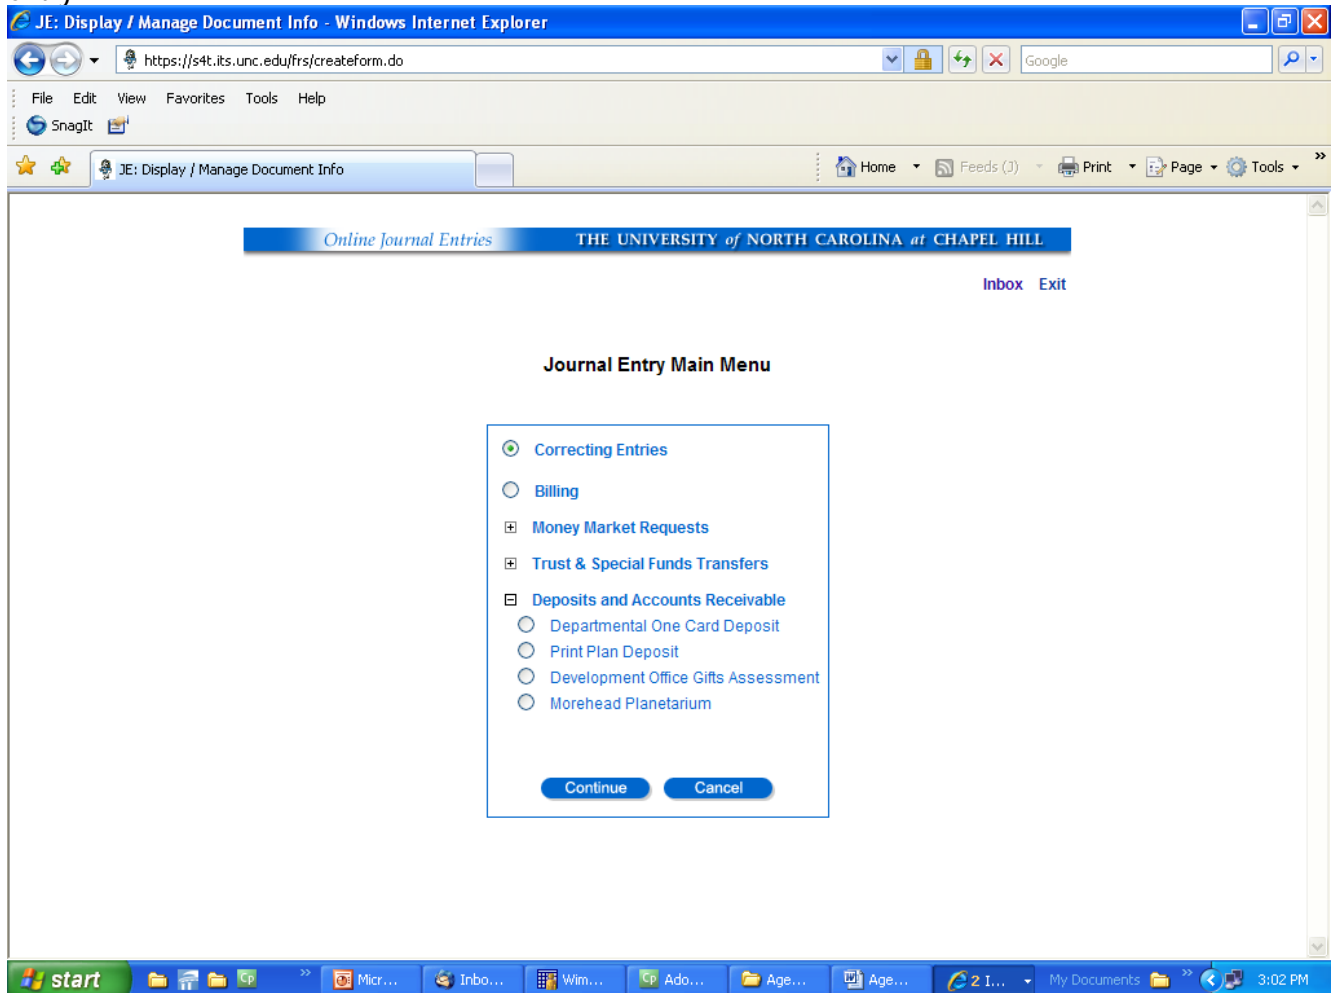 JE: Display / Manage Document Info - Windows Internet Explorer
https://s4t.its.unc.edu/frs/createform.do
Google
File Edit View Favorites Tools Help
SnagIt
JE: Display / Manage Document Info
Home Feeds (J) Print Page Tools
Online Journal Entries THE UNIVERSITY of NORTH CAROLINA at CHAPEL HILL
Inbox Exit
Journal Entry Main Menu
Correcting Entries
Billing
Money Market Requests
Trust & Special Funds Transfers
Deposits and Accounts Receivable
Departmental One Card Deposit
Print Plan Deposit
Development Office Gifts Assessment
Morehead Planetarium
Continue Cancel
start Cp Micr... Inbo... Wim... Cp Ado... Age... Age... 2 I... My Documents 3:02 PM